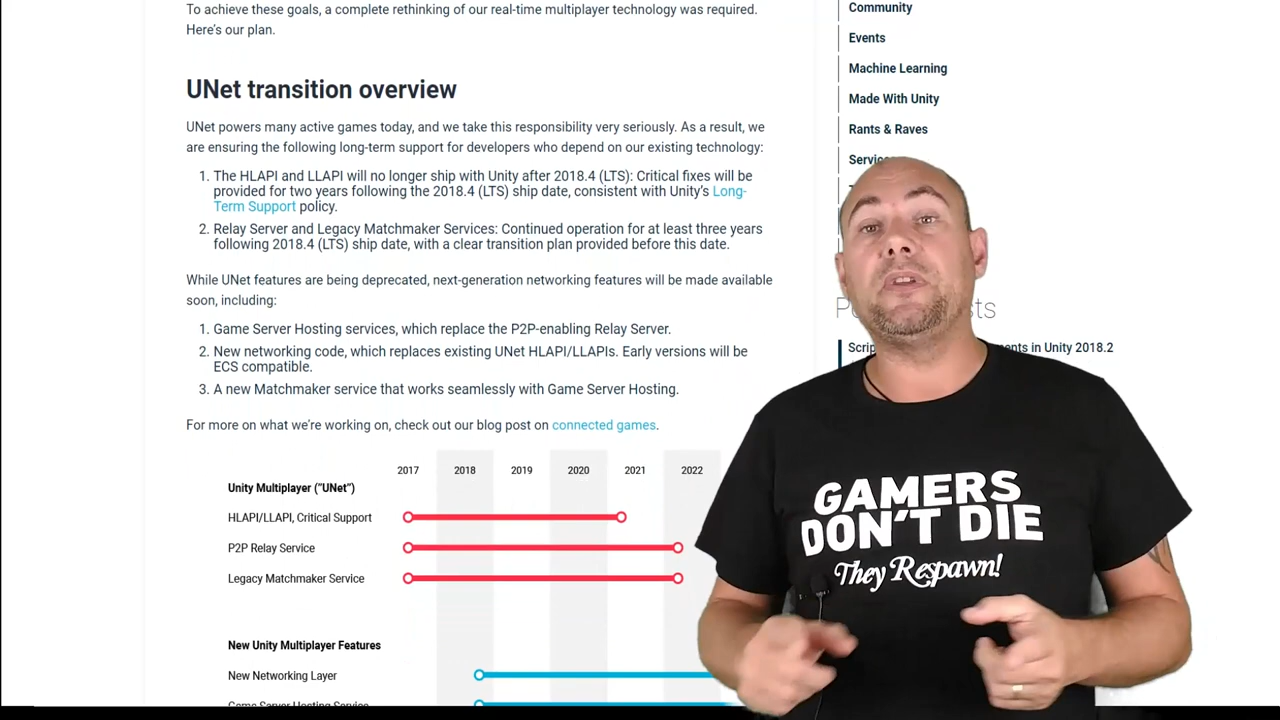 To achieve these goals, a complete rethinking of our real-time multiplayer technology was required.
Here's our plan.
UNet transition overview
UNet powers many active games today, and we take this responsibility very seriously. As a result, we
are ensuring the following long-term support for developers who depend on our existing technology:
1. The HLAPI and LLAPI will no longer ship with Unity after 2018.4 (LTS): Critical fixes will be
provided for two years following the 2018.4 (LTS) ship date, consistent with Unity's Long-
Term Support policy.
2. Relay Server and Legacy Matchmaker Services: Continued operation for at least three years
following 2018.4 (LTS) ship date, with a clear transition plan provided before this date.
While UNet features are being deprecated, next-generation networking features will be made available
soon, including:
1. Game Server Hosting services, which replace the P2P-enabling Relay Server.
2. New networking code, which replaces existing UNet HLAPI/LLAPIs. Early versions will be
ECS compatible.
3. A new Matchmaker service that works seamlessly with Game Server Hosting.
For more on what we're working on, check out our blog post on connected games.
2017 2018 2019 2020 2021 2022
Unity Multiplayer ("UNet")
HLAPI/LLAPI, Critical Support
P2P Relay Service
Legacy Matchmaker Service
New Unity Multiplayer Features
New Networking Layer
Game Server Hosting Service
Community
Events
Machine Learning
Made With Unity
Rants & Raves
in Unity 2018.2
GAMERS
DON'T DIE
They Respawn!